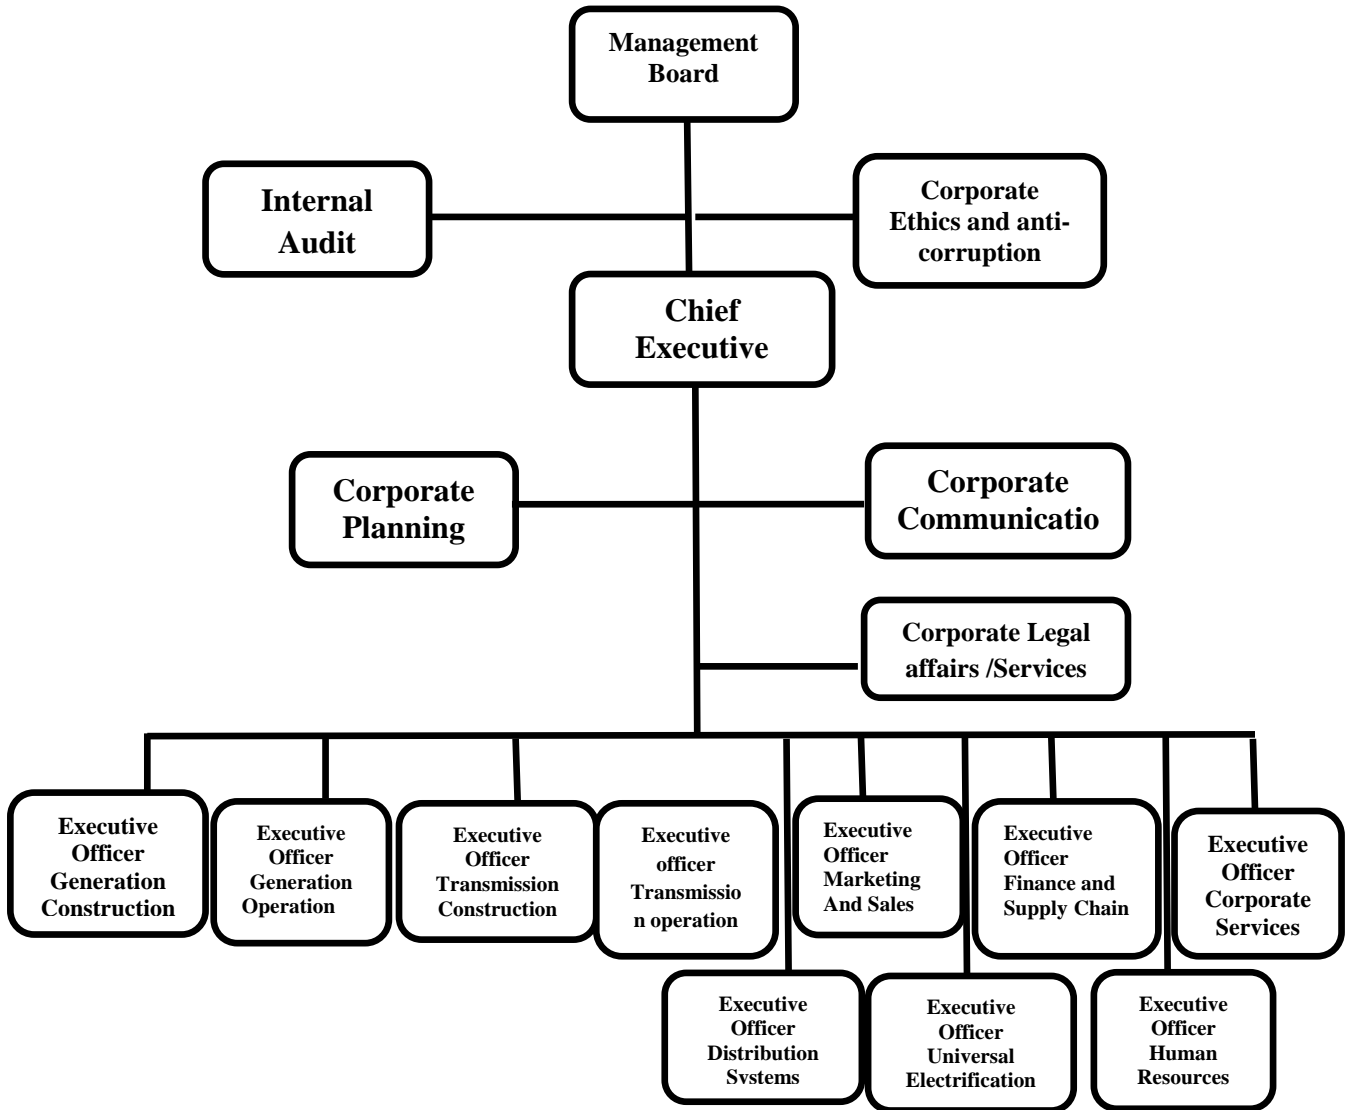 Management
Board
Internal
Audit
Corporate
Ethics and anti-
corruption
Chief
Executive
Corporate
Planning
Corporate
Communicatio
Corporate Legal
affairs /Services
Executive
Officer
Generation
Construction
Executive
Officer
Generation
Operation
Executive
Officer
Transmission
Construction
Executive
officer
Transmissio
n operation
Executive
Officer
Marketing
And Sales
Executive
Officer
Finance and
Supply Chain
Executive
Officer
Corporate
Services
Executive
Officer
Distribution
Systems
Executive
Officer
Universal
Electrification
Executive
Officer
Human
Resources